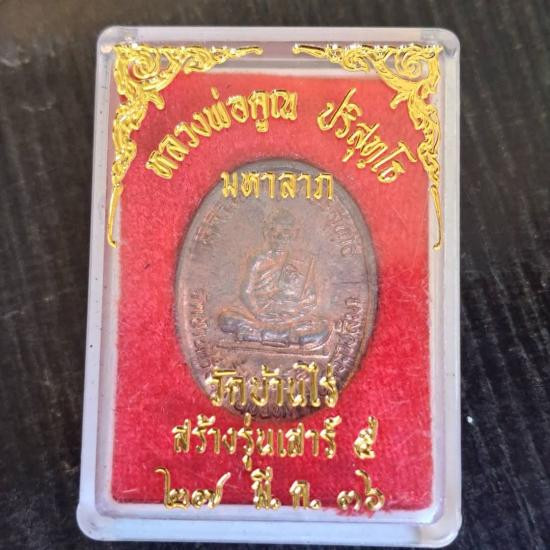 หลวงพ่อคูณ ปริสุทฺโธ
มหาลาภ
วัดบ้านไร่
สร้างรุ่นเสาร์ ๕
๒๗ มี.ค. ๓๖